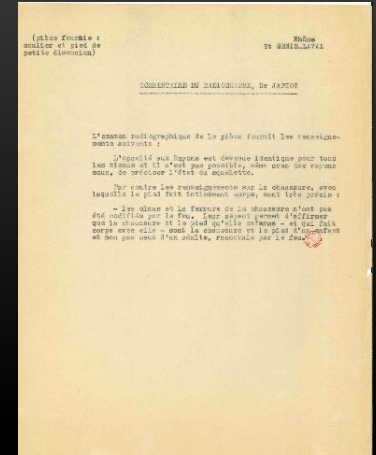 (pièce fournie :
soulier et pied de
petite dimension)
Rhône
St GENIS-LAVAL
COMMENTAIRE DU RADIOGRAPHE, Dr JAPIOT
L'examen radiographique de la pièce fournit les renseigne-
ments suivants :
L'opacité aux Rayons est devenue identique pour tous
les tissus et il n'est pas possible, même avec des rayons
mous, de préciser l'état du squelette.
Par contre les renseignements sur la chaussure, avec
laquelle le pied fait intimément corps, sont très précis :
- les clous et la ferrure de la chaussure n'ont pas
été modifiés par le feu. Leur aspect permet d'affirmer
que la chaussure et le pied qu'elle enferme - et qui fait
corps avec elle - sont la chaussure et le pied d'un enfant
et non pas ceux d'un adulte, racornis par le feu.